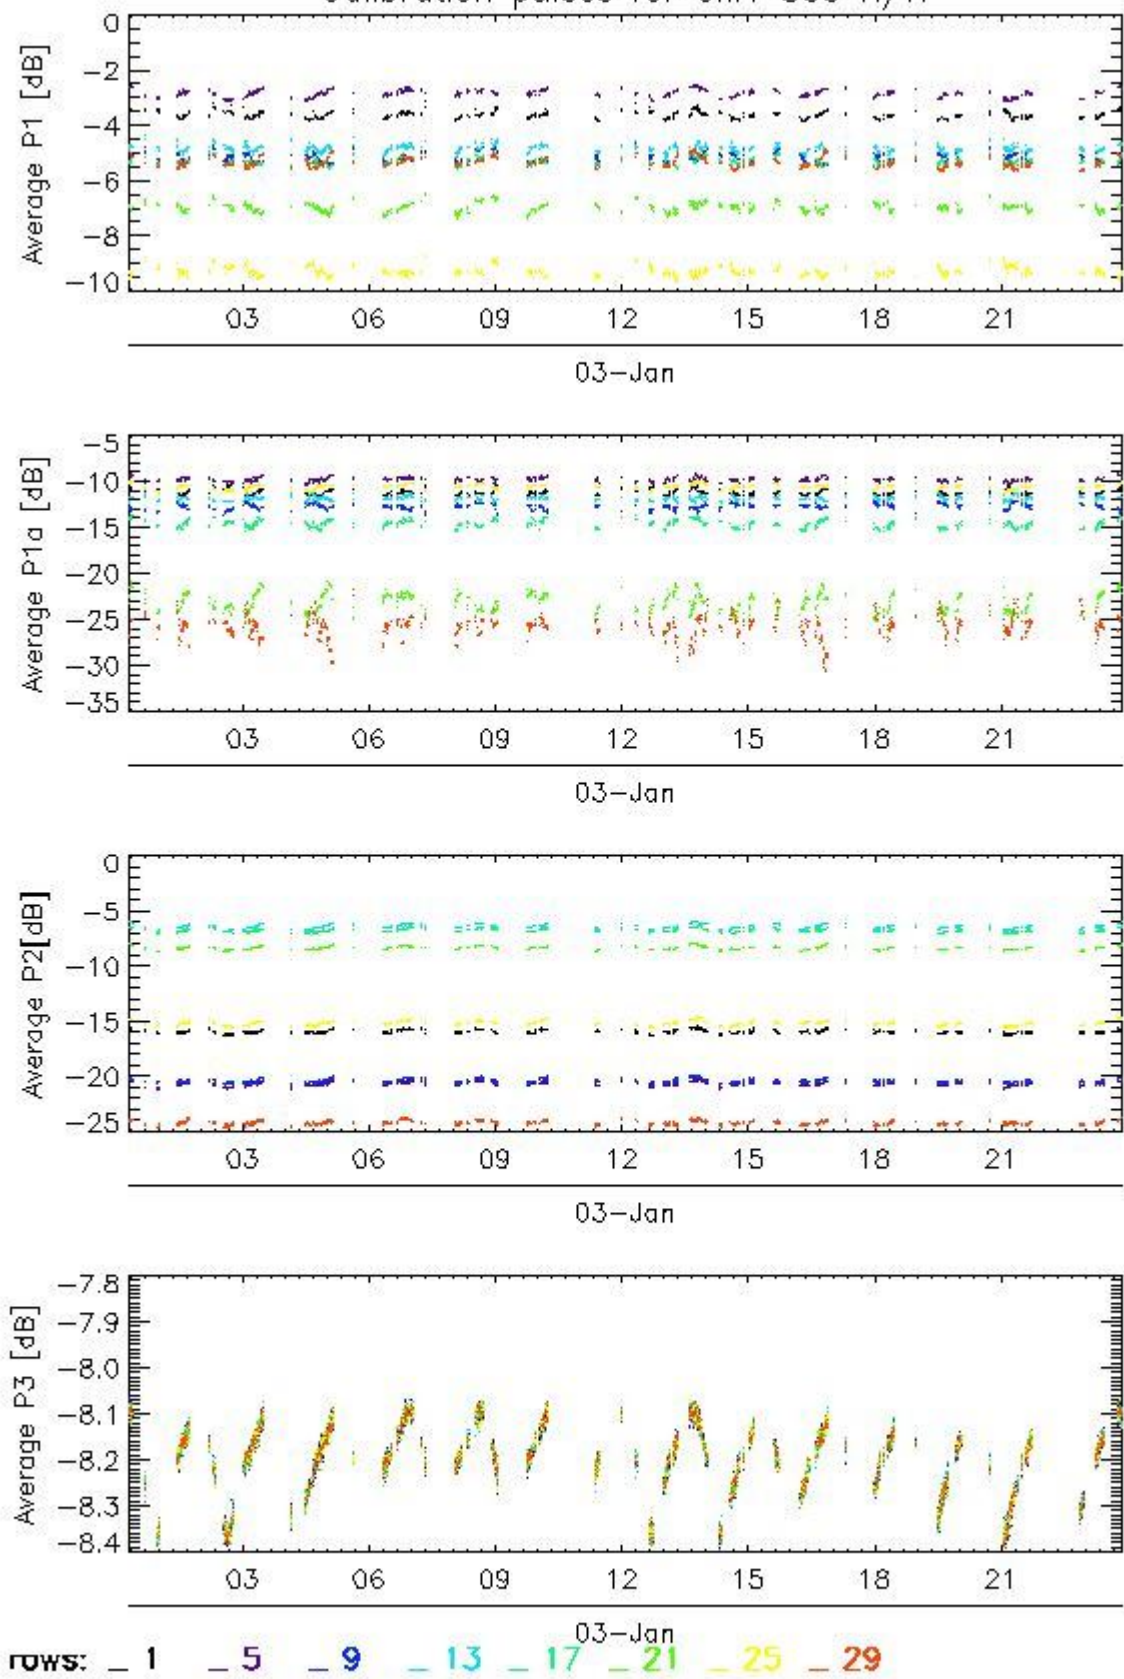 0
-2
-4
-6
-8
-10
Average P1 [dB]
03 06 09 12 15 18 21
03-Jan
-5
-10
-15
-20
-25
-30
-35
Average P1a [dB]
03 06 09 12 15 18 21
03-Jan
0
-5
-10
-15
-20
-25
Average P2[dB]
03 06 09 12 15 18 21
03-Jan
-7.8
-7.9
-8.0
-8.1
-8.2
-8.3
-8.4
Average P3 [dB]
03 06 09 12 15 18 21
03-Jan
rows: _ 1 _ 5 _ 9 _ 13 _ 17 _ 21 _ 25 _ 29